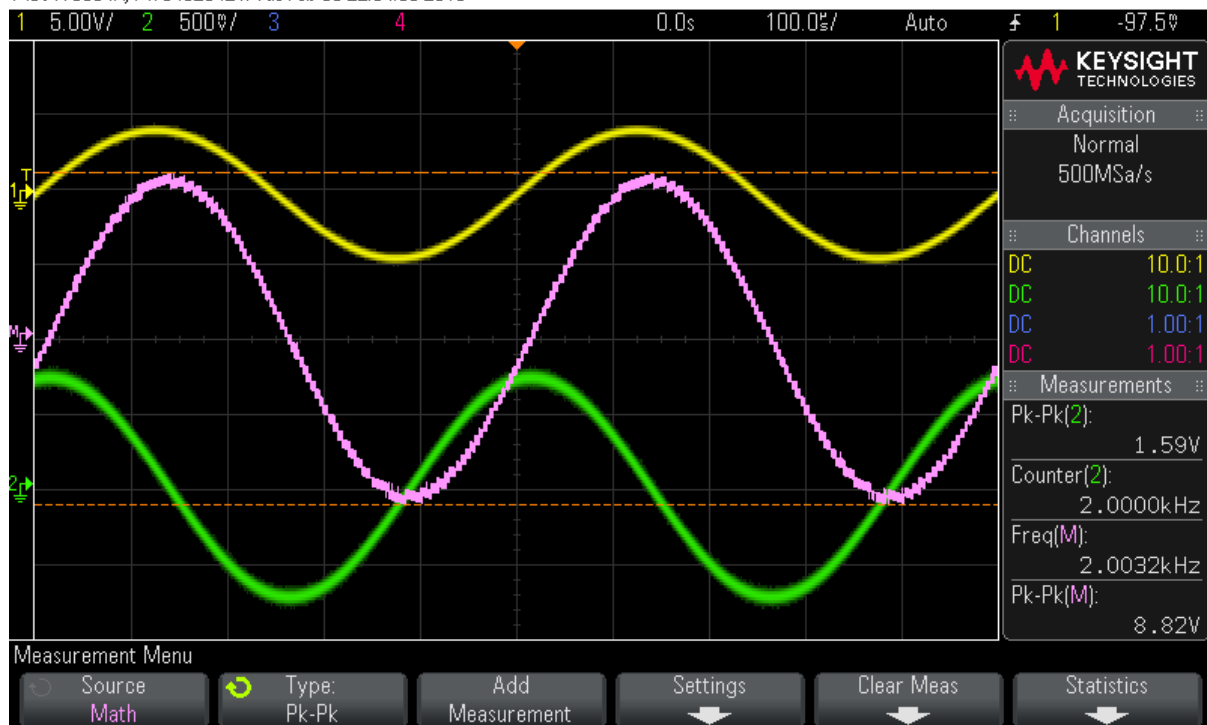 1 5.00V/ 2 500mV/ 3 4 0.0s 100.0us/ Auto 1 -97.5mV
KEYSIGHT
TECHNOLOGIES
Acquisition
Normal
500MSa/s
Channels
DC 10.0:1
DC 10.0:1
DC 1.00:1
DC 1.00:1
Measurements
Pk-Pk(2):
1.59V
Counter(2):
2.0000kHz
Freq(M):
2.0032kHz
Pk-Pk(M):
8.82V
T
1
M
2
Measurement Menu
Source
Math
Type:
Pk-Pk
Add
Measurement
Settings
Clear Meas
Statistics